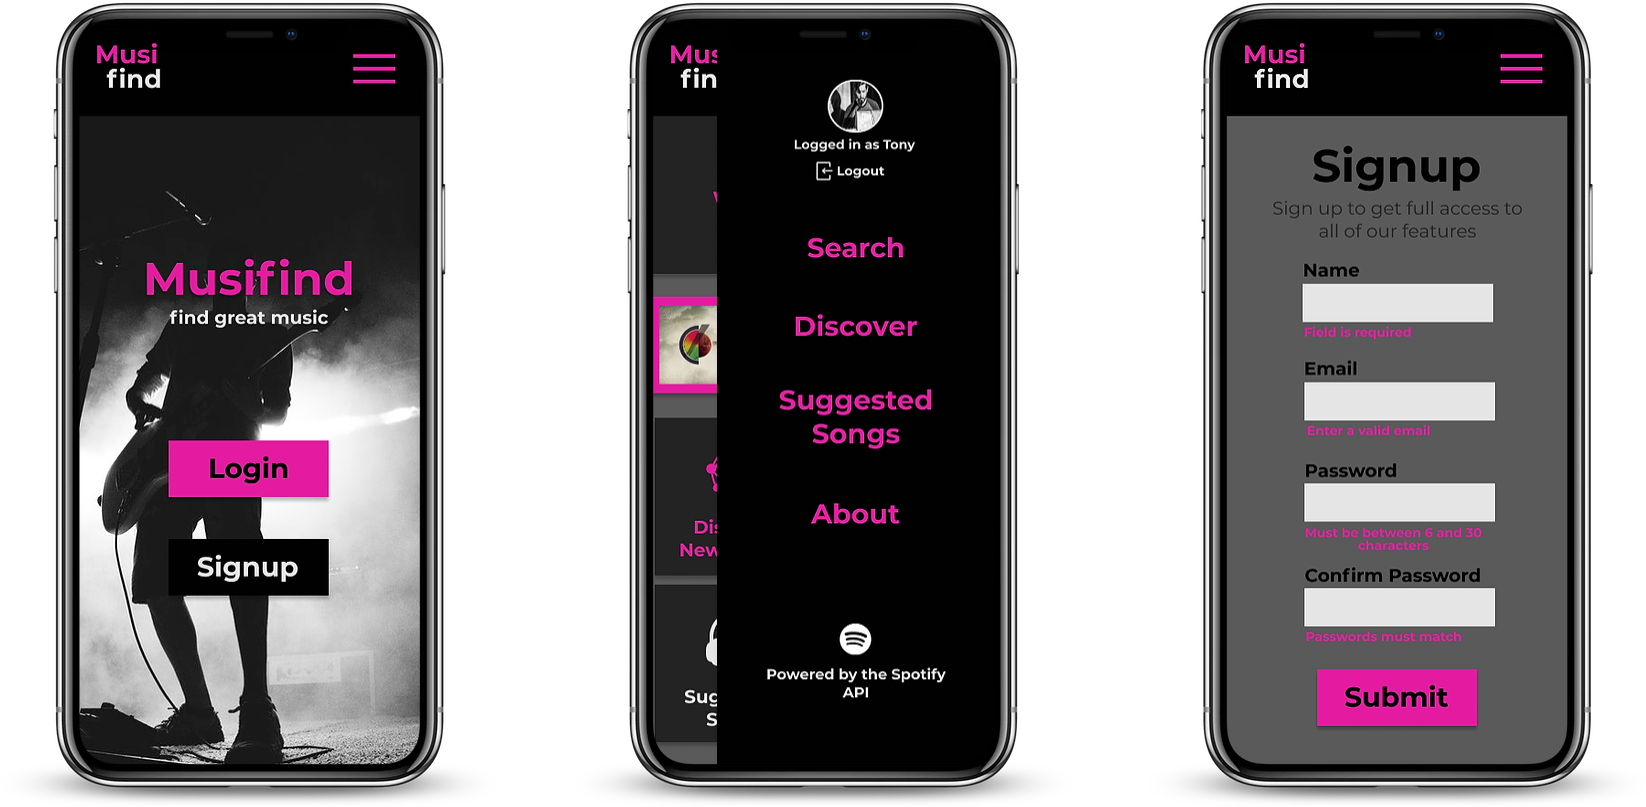 Musi
find
Musifind
find great music
Login
Signup
Mus
fin
Logged in as Tony
Logout
Search
Discover
Suggested
Songs
About
Dis
New
Sug
S
Powered by the Spotify
API
Musi
find
Signup
Sign up to get full access to
all of our features
Name
Field is required
Email
Enter a valid email
Password
Must be between 6 and 30
characters
Confirm Password
Passwords must match
Submit